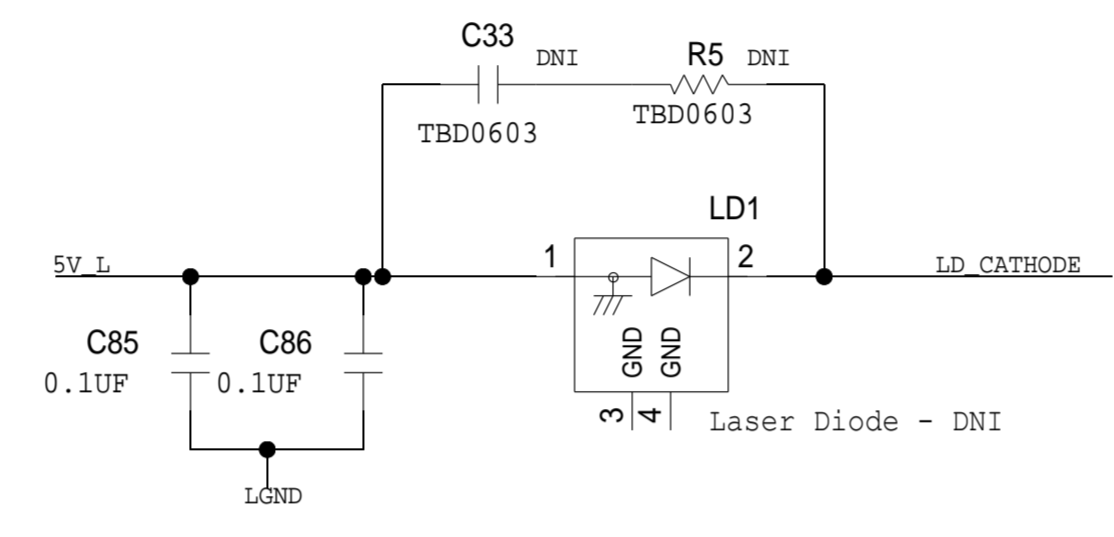 C33
DNI
R5 DNI
TBD0603
TBD0603
LD1
5V_L
1
2
LD_CATHODE
C85
0.1UF
C86
0.1UF
GND
GND
3
4
Laser Diode - DNI
LGND